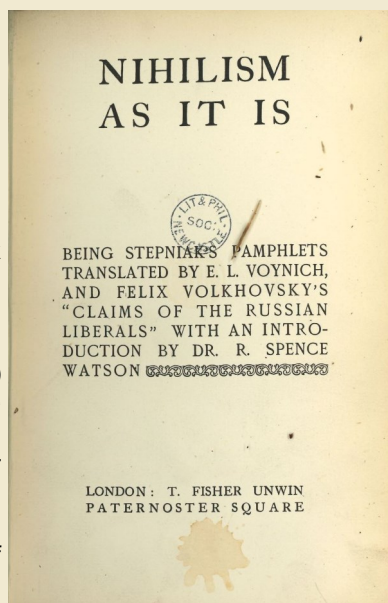 NIHILISM
AS IT IS
LIT & PHIL
SOC:
NEWCASTLE
BEING STEPNIAK'S PAMPHLETS
TRANSLATED BY E. L. VOYNICH,
AND FELIX VOLKHOVSKY'S
"CLAIMS OF THE RUSSIAN
LIBERALS" WITH AN INTRO-
DUCTION BY DR. R. SPENCE
WATSON
LONDON: T. FISHER UNWIN
PATERNOSTER SQUARE